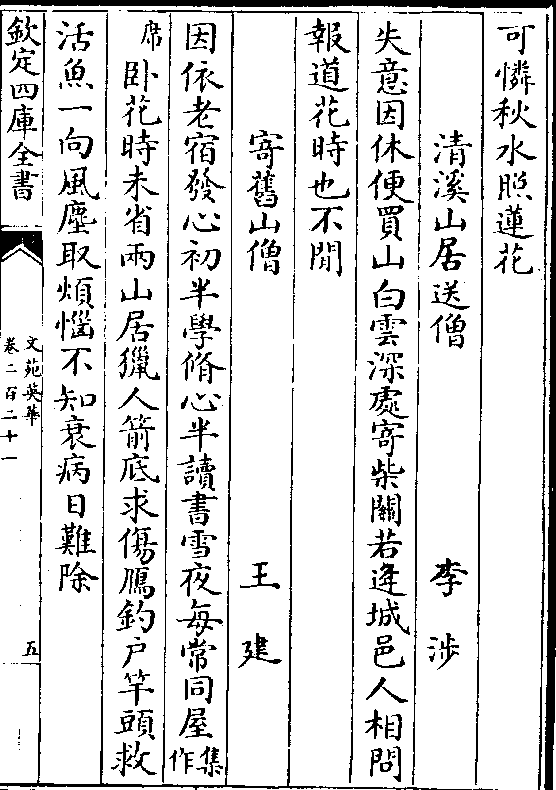 可憐秋水照蓮花
清溪山居送僧 李涉
失意因休便買山白雲深處寄柴關若逢城邑人相問
報道花時也不閒
寄舊山僧 王建
因依老宿發心初半學脩心半讀書雪夜每常同屋集作
席卧花時未省兩山居獵人箭底求傷鴈釣户竿頭救
活魚一向風塵取煩惱不知衰病日難除
欽定四庫全書
文苑英華
卷二百二十一
五